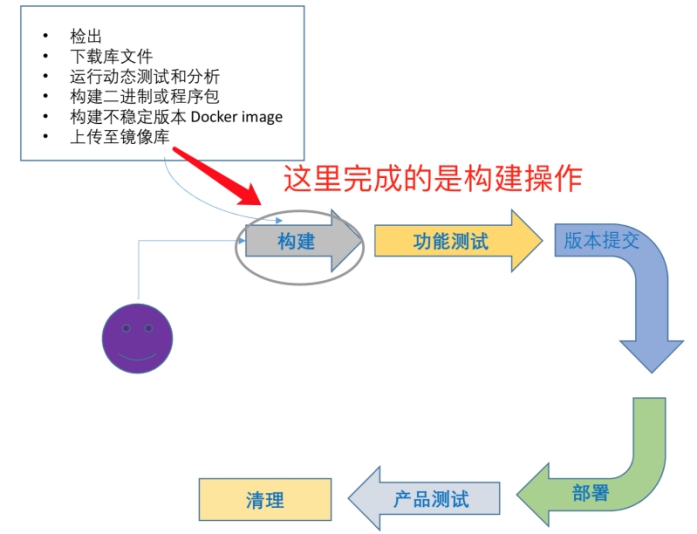 • 检出
• 下载库文件
• 运行动态测试和分析
• 构建二进制或程序包
• 构建不稳定版本 Docker image
• 上传至镜像库
这里完成的是构建操作
构建
功能测试
版本提交
部署
产品测试
清理